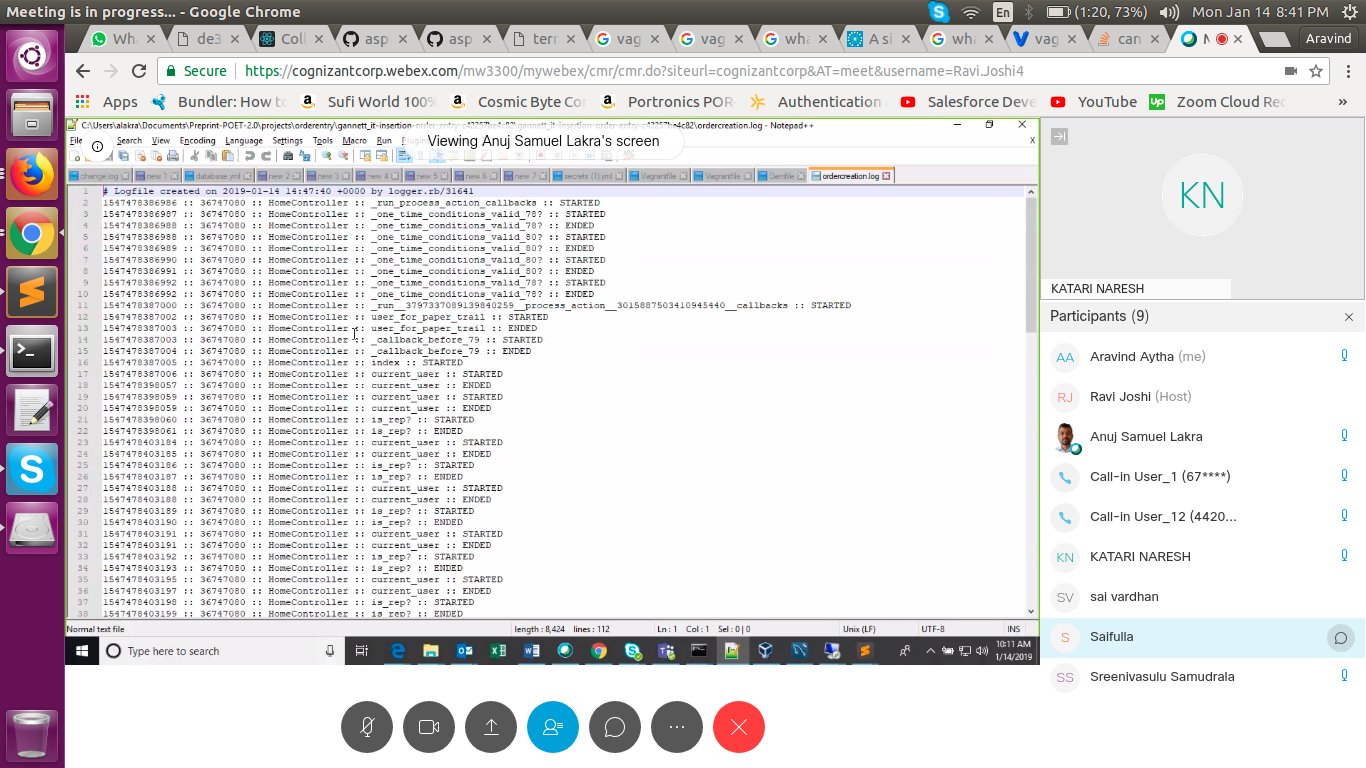 Meeting is in progress... - Google Chrome
En
(1:20, 73%)
Mon Jan 14 8:41 PM
Wha
de3
Coll
asp
asp
terr
vag
vag
wha
A si
wha
vag
can
Aravind
Secure
https://cognizantcorp.webex.com/mw3300/mywebex/cmr/cmr.do?siteurl=cognizantcorp&AT=meet&username=Ravi.Joshi4
Apps
Bundler: How to
Sufi World 100%
Cosmic Byte Co
Portronics POR-
Authentication
Salesforce Deve
YouTube
Up
Zoom Cloud Rec
»
C:\Users\alakra\Documents\Preprint-POET-2.0\projects\orderentry\gannett_it-insertion-order-entry-c42257be4c82\gannett_it-insertion-order-entry-c42257be4c82\ordercreation.log - Notepad++
File Search View Encoding Language Settings Tools Macro Run
Viewing Anuj Samuel Lakra's screen
change.log
new 1
database.yml
new 2
new 3
new 4
new 5
new 6
new 7
secrets (1).yml
Vagrantfile
Vagrantfile
Gemfile
ordercreation.log
1 # Logfile created on 2019-01-14 14:47:40 +0000 by logger.rb/31641
2 1547478386986 :: 36747080 :: HomeController :: _run_process_action_callbacks :: STARTED
3 1547478386987 :: 36747080 :: HomeController :: _one_time_conditions_valid_78? :: STARTED
4 1547478386988 :: 36747080 :: HomeController :: _one_time_conditions_valid_78? :: ENDED
5 1547478386988 :: 36747080 :: HomeController :: _one_time_conditions_valid_80? :: STARTED
6 1547478386989 :: 36747080 :: HomeController :: _one_time_conditions_valid_80? :: ENDED
7 1547478386990 :: 36747080 :: HomeController :: _one_time_conditions_valid_80? :: STARTED
8 1547478386991 :: 36747080 :: HomeController :: _one_time_conditions_valid_80? :: ENDED
9 1547478386992 :: 36747080 :: HomeController :: _one_time_conditions_valid_78? :: STARTED
10 1547478386992 :: 36747080 :: HomeController :: _one_time_conditions_valid_78? :: ENDED
11 1547478387000 :: 36747080 :: HomeController :: _run__3797337089139840259__process_action__3015887503410945440__callbacks :: STARTED
12 1547478387002 :: 36747080 :: HomeController :: user_for_paper_trail :: STARTED
13 1547478387003 :: 36747080 :: HomeController :: user_for_paper_trail :: ENDED
14 1547478387003 :: 36747080 :: HomeController :: _callback_before_79 :: STARTED
15 1547478387004 :: 36747080 :: HomeController :: _callback_before_79 :: ENDED
16 1547478387005 :: 36747080 :: HomeController :: index :: STARTED
17 1547478387006 :: 36747080 :: HomeController :: current_user :: STARTED
18 1547478398057 :: 36747080 :: HomeController :: current_user :: ENDED
19 1547478398059 :: 36747080 :: HomeController :: current_user :: STARTED
20 1547478398059 :: 36747080 :: HomeController :: current_user :: ENDED
21 1547478398060 :: 36747080 :: HomeController :: is_rep? :: STARTED
22 1547478398061 :: 36747080 :: HomeController :: is_rep? :: ENDED
23 1547478403184 :: 36747080 :: HomeController :: current_user :: STARTED
24 1547478403185 :: 36747080 :: HomeController :: current_user :: ENDED
25 1547478403186 :: 36747080 :: HomeController :: is_rep? :: STARTED
26 1547478403187 :: 36747080 :: HomeController :: is_rep? :: ENDED
27 1547478403188 :: 36747080 :: HomeController :: current_user :: STARTED
28 1547478403188 :: 36747080 :: HomeController :: current_user :: ENDED
29 1547478403189 :: 36747080 :: HomeController :: is_rep? :: STARTED
30 1547478403190 :: 36747080 :: HomeController :: is_rep? :: ENDED
31 1547478403191 :: 36747080 :: HomeController :: current_user :: STARTED
32 1547478403191 :: 36747080 :: HomeController :: current_user :: ENDED
33 1547478403192 :: 36747080 :: HomeController :: is_rep? :: STARTED
34 1547478403193 :: 36747080 :: HomeController :: is_rep? :: ENDED
35 1547478403195 :: 36747080 :: HomeController :: current_user :: STARTED
36 1547478403197 :: 36747080 :: HomeController :: current_user :: ENDED
37 1547478403198 :: 36747080 :: HomeController :: is_rep? :: STARTED
38 1547478403199 :: 36747080 :: HomeController :: is_rep? :: ENDED
Normal text file
length : 8,424 lines : 112
Ln : 1 Col : 1 Sel : 0 | 0
Unix (LF)
UTF-8
INS
Type here to search
10:11 AM
1/14/2019
KN
KATARI NARESH
Participants (9)
AA Aravind Aytha (me)
RJ Ravi Joshi (Host)
Anuj Samuel Lakra
Call-in User_1 (67****)
Call-in User_12 (4420...
KN KATARI NARESH
SV sai vardhan
S Saifulla
SS Sreenivasulu Samudrala